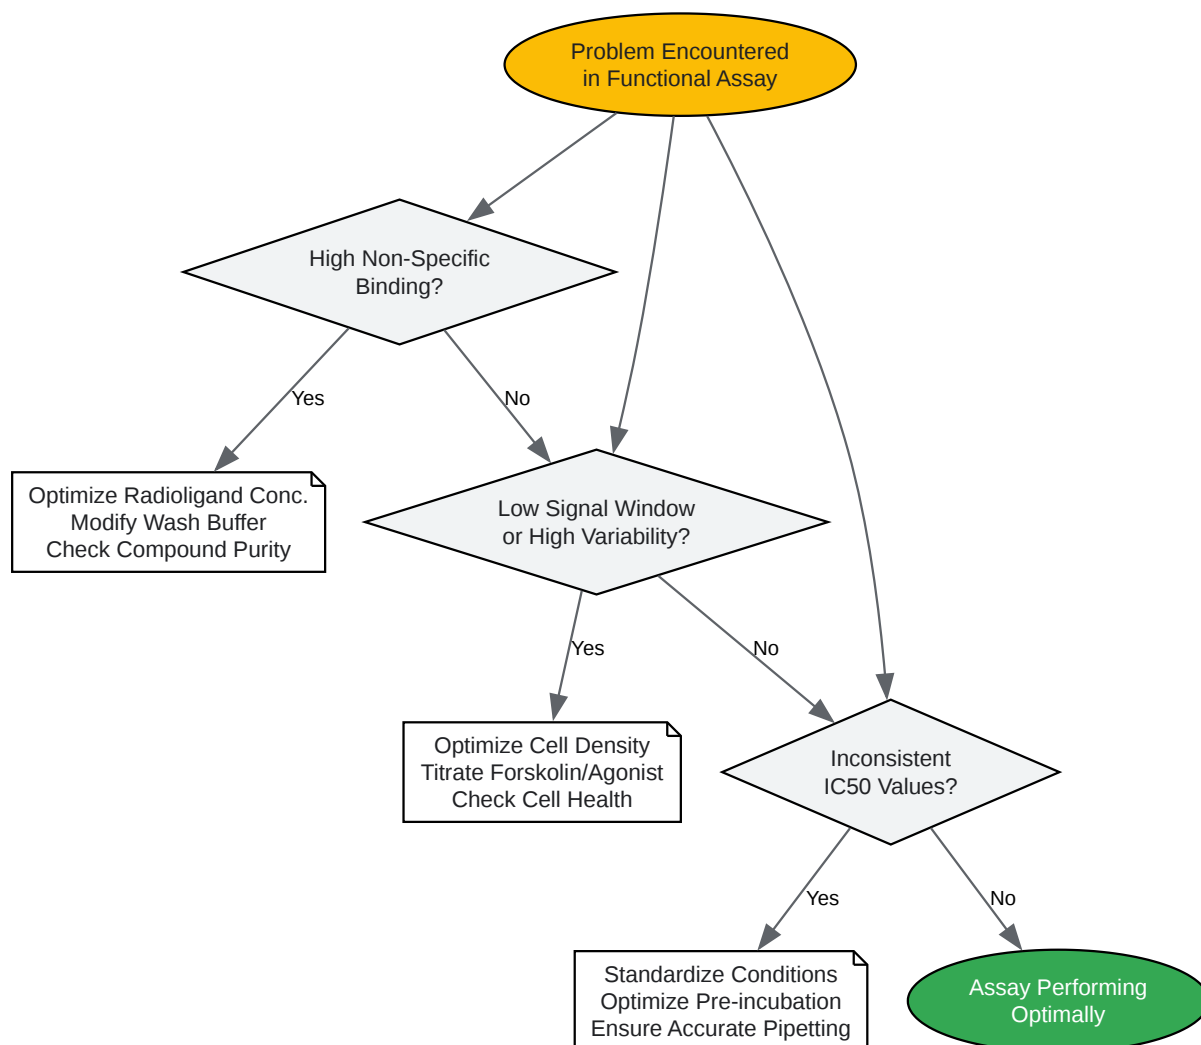 Problem Encountered
in Functional Assay
High Non-Specific
Binding?
Yes
No
Optimize Radioligand Conc.
Modify Wash Buffer
Check Compound Purity
Low Signal Window
or High Variability?
Yes
No
Optimize Cell Density
Titrate Forskolin/Agonist
Check Cell Health
Inconsistent
IC50 Values?
Yes
No
Standardize Conditions
Optimize Pre-incubation
Ensure Accurate Pipetting
Assay Performing
Optimally